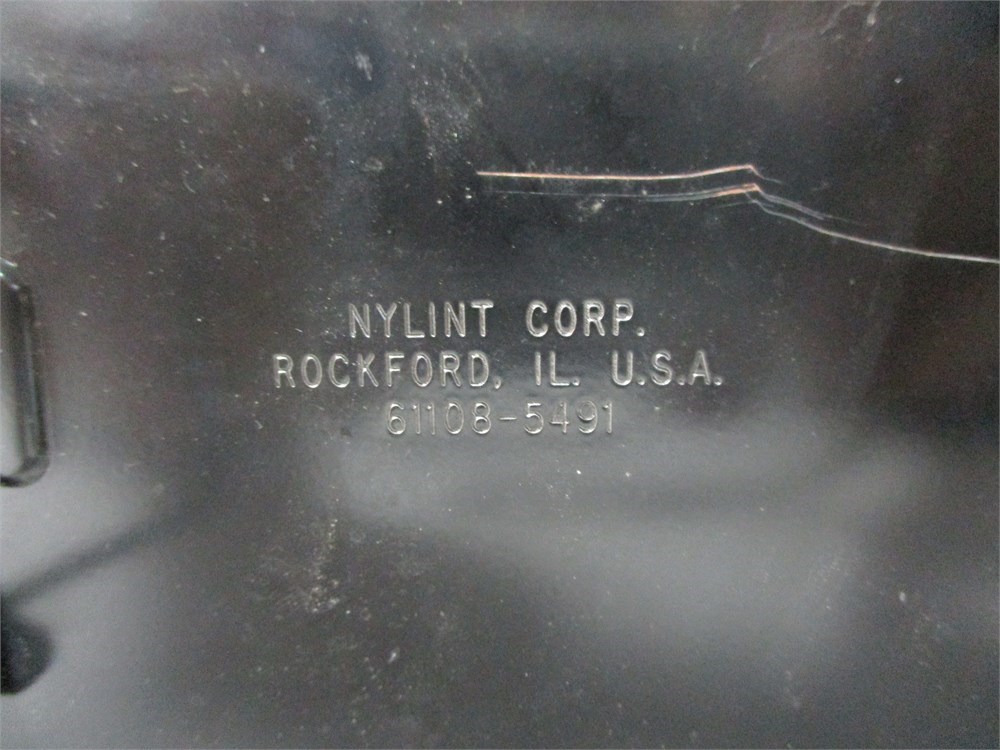 NYLINT CORP.
ROCKFORD, IL. U.S.A.
61108-5491